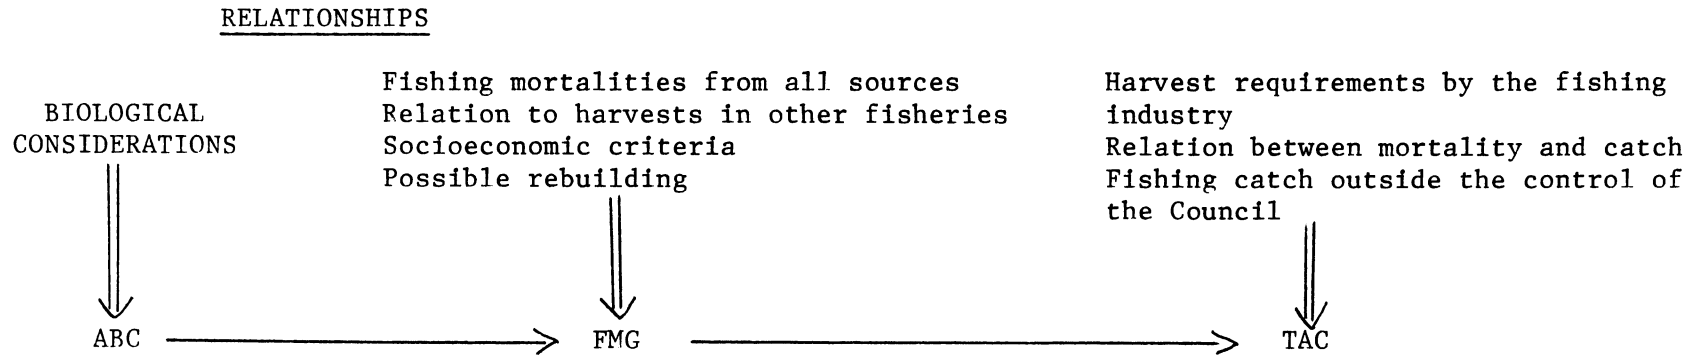 RELATIONSHIPS
BIOLOGICAL
CONSIDERATIONS
Fishing mortalities from all sources
Relation to harvests in other fisheries
Socioeconomic criteria
Possible rebuilding
Harvest requirements by the fishing
industry
Relation between mortality and catch
Fishing catch outside the control of
the Council
ABC
FMG
TAC